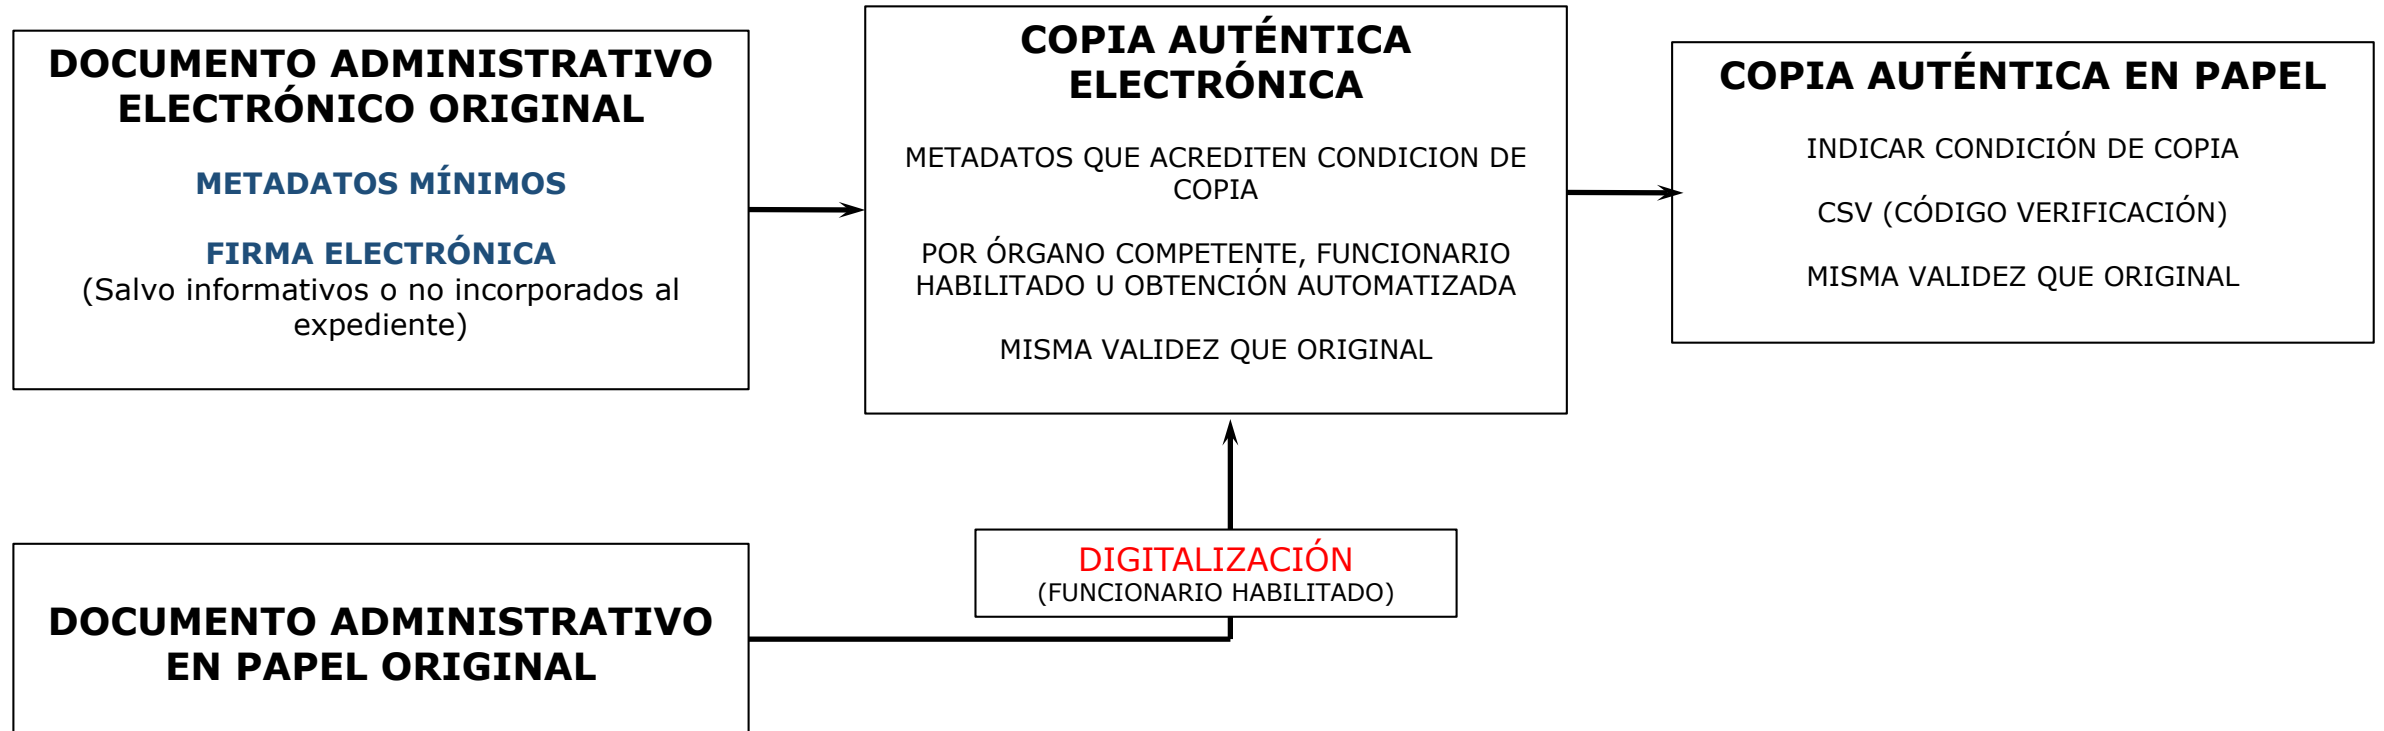 DOCUMENTO ADMINISTRATIVO
ELECTRÓNICO ORIGINAL
METADATOS MÍNIMOS
FIRMA ELECTRÓNICA
(Salvo informativos o no incorporados al
expediente)
COPIA AUTÉNTICA
ELECTRÓNICA
METADATOS QUE ACREDITEN CONDICION DE
COPIA
POR ÓRGANO COMPETENTE, FUNCIONARIO
HABILITADO U OBTENCIÓN AUTOMATIZADA
MISMA VALIDEZ QUE ORIGINAL
COPIA AUTÉNTICA EN PAPEL
INDICAR CONDICIÓN DE COPIA
CSV (CÓDIGO VERIFICACIÓN)
MISMA VALIDEZ QUE ORIGINAL
DIGITALIZACIÓN
(FUNCIONARIO HABILITADO)
DOCUMENTO ADMINISTRATIVO
EN PAPEL ORIGINAL